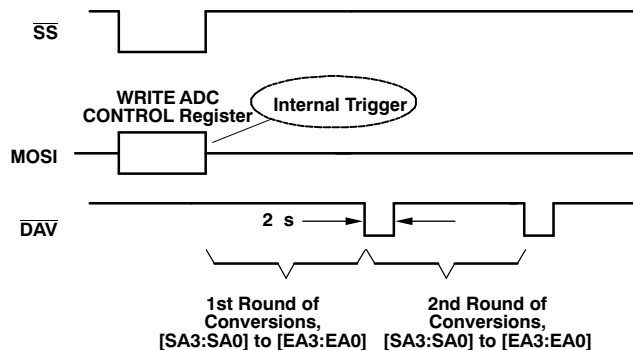 SS
WRITE ADC
CONTROL Register
Internal Trigger
MOSI
DAV
2 s
1st Round of
Conversions,
[SA3:SA0] to [EA3:EA0]
2nd Round of
Conversions,
[SA3:SA0] to [EA3:EA0]